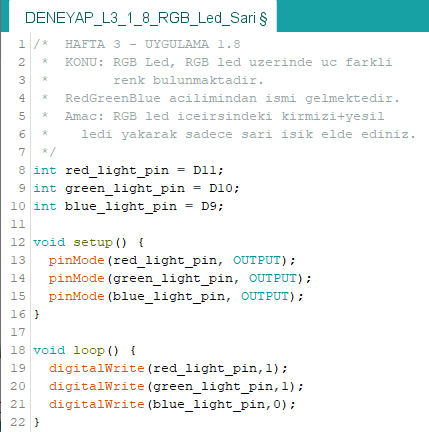 DENEYAP_L3_1_8_RGB_Led_Sari §
1 /*  HAFTA 3 - UYGULAMA 1.8
2  *  KONU: RGB Led, RGB led uzerinde uc farkli
3  *        renk bulunmaktadir.
4  *  RedGreenBlue acilimindan ismi gelmektedir.
5  *  Amac: RGB led iceirsindeki kirmizi+yesil
6  *    ledi yakarak sadece sari isik elde ediniz.
7  */
8 int red_light_pin = D11;
9 int green_light_pin = D10;
10 int blue_light_pin = D9;
11
12 void setup() {
13   pinMode(red_light_pin, OUTPUT);
14   pinMode(green_light_pin, OUTPUT);
15   pinMode(blue_light_pin, OUTPUT);
16 }
17
18 void loop() {
19   digitalWrite(red_light_pin,1);
20   digitalWrite(green_light_pin,1);
21   digitalWrite(blue_light_pin,0);
22 }